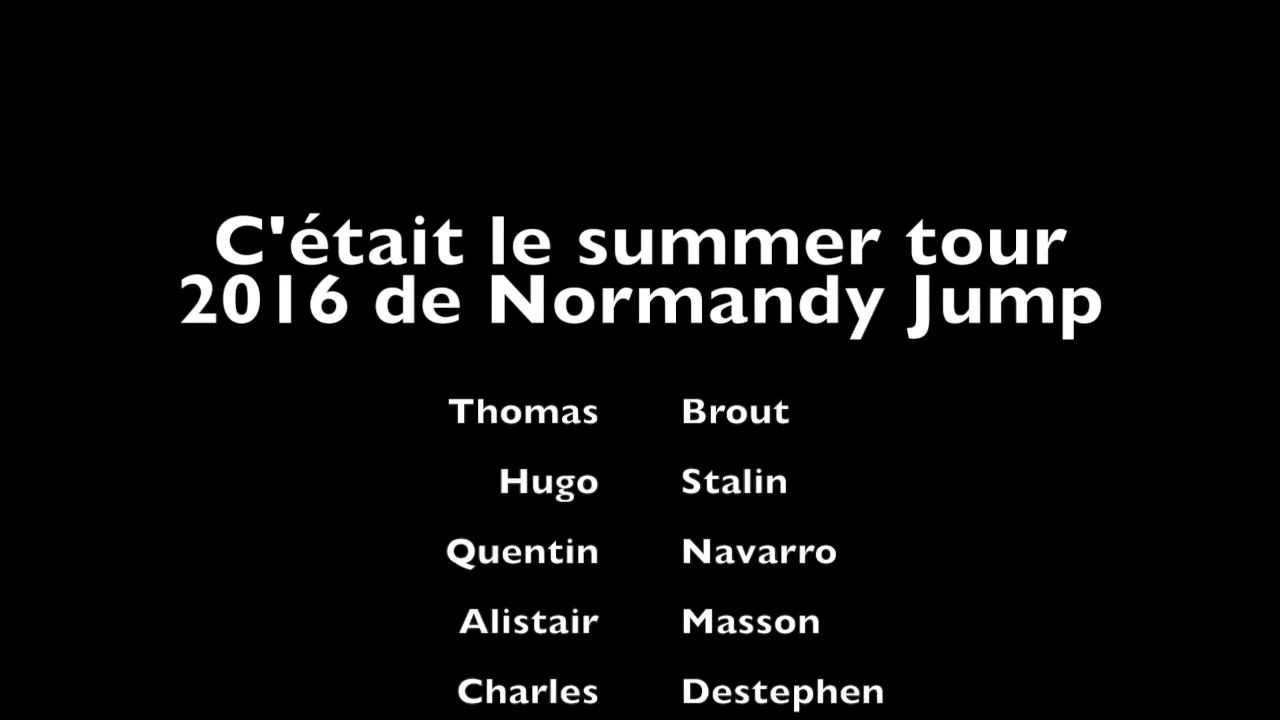 C'était le summer tour
2016 de Normandy Jump
Thomas Brout
Hugo Stalin
Quentin Navarro
Alistair Masson
Charles Destephen